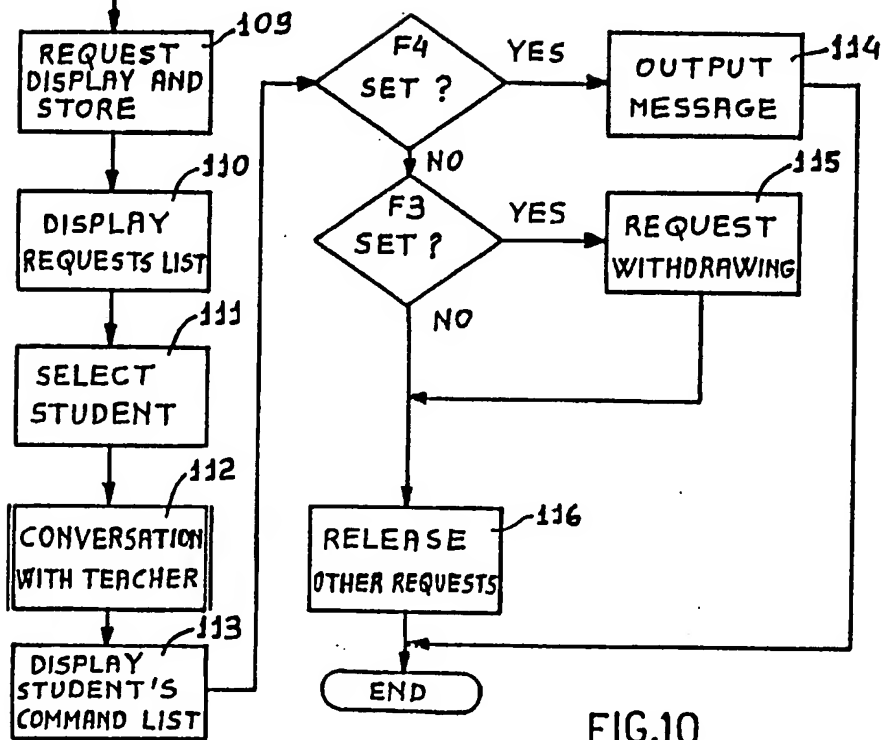 109
REQUEST
DISPLAY AND
STORE
110
DISPLAY
REQUESTS LIST
111
SELECT
STUDENT
112
CONVERSATION
WITH TEACHER
113
DISPLAY
STUDENT'S
COMMAND LIST
F4
SET ?
YES
NO
114
OUTPUT
MESSAGE
F3
SET ?
YES
NO
115
REQUEST
WITHDRAWING
116
RELEASE
OTHER REQUESTS
END
FIG.10